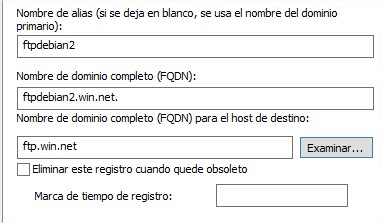 Nombre de alias (si se deja en blanco, se usa el nombre del dominio
primario):
ftpdebian2
Nombre de dominio completo (FQDN):
ftpdebian2.win.net.
Nombre de dominio completo (FQDN) para el host de destino:
ftp.win.net
Examinar...
Eliminar este registro cuando quede obsoleto
Marca de tiempo de registro: